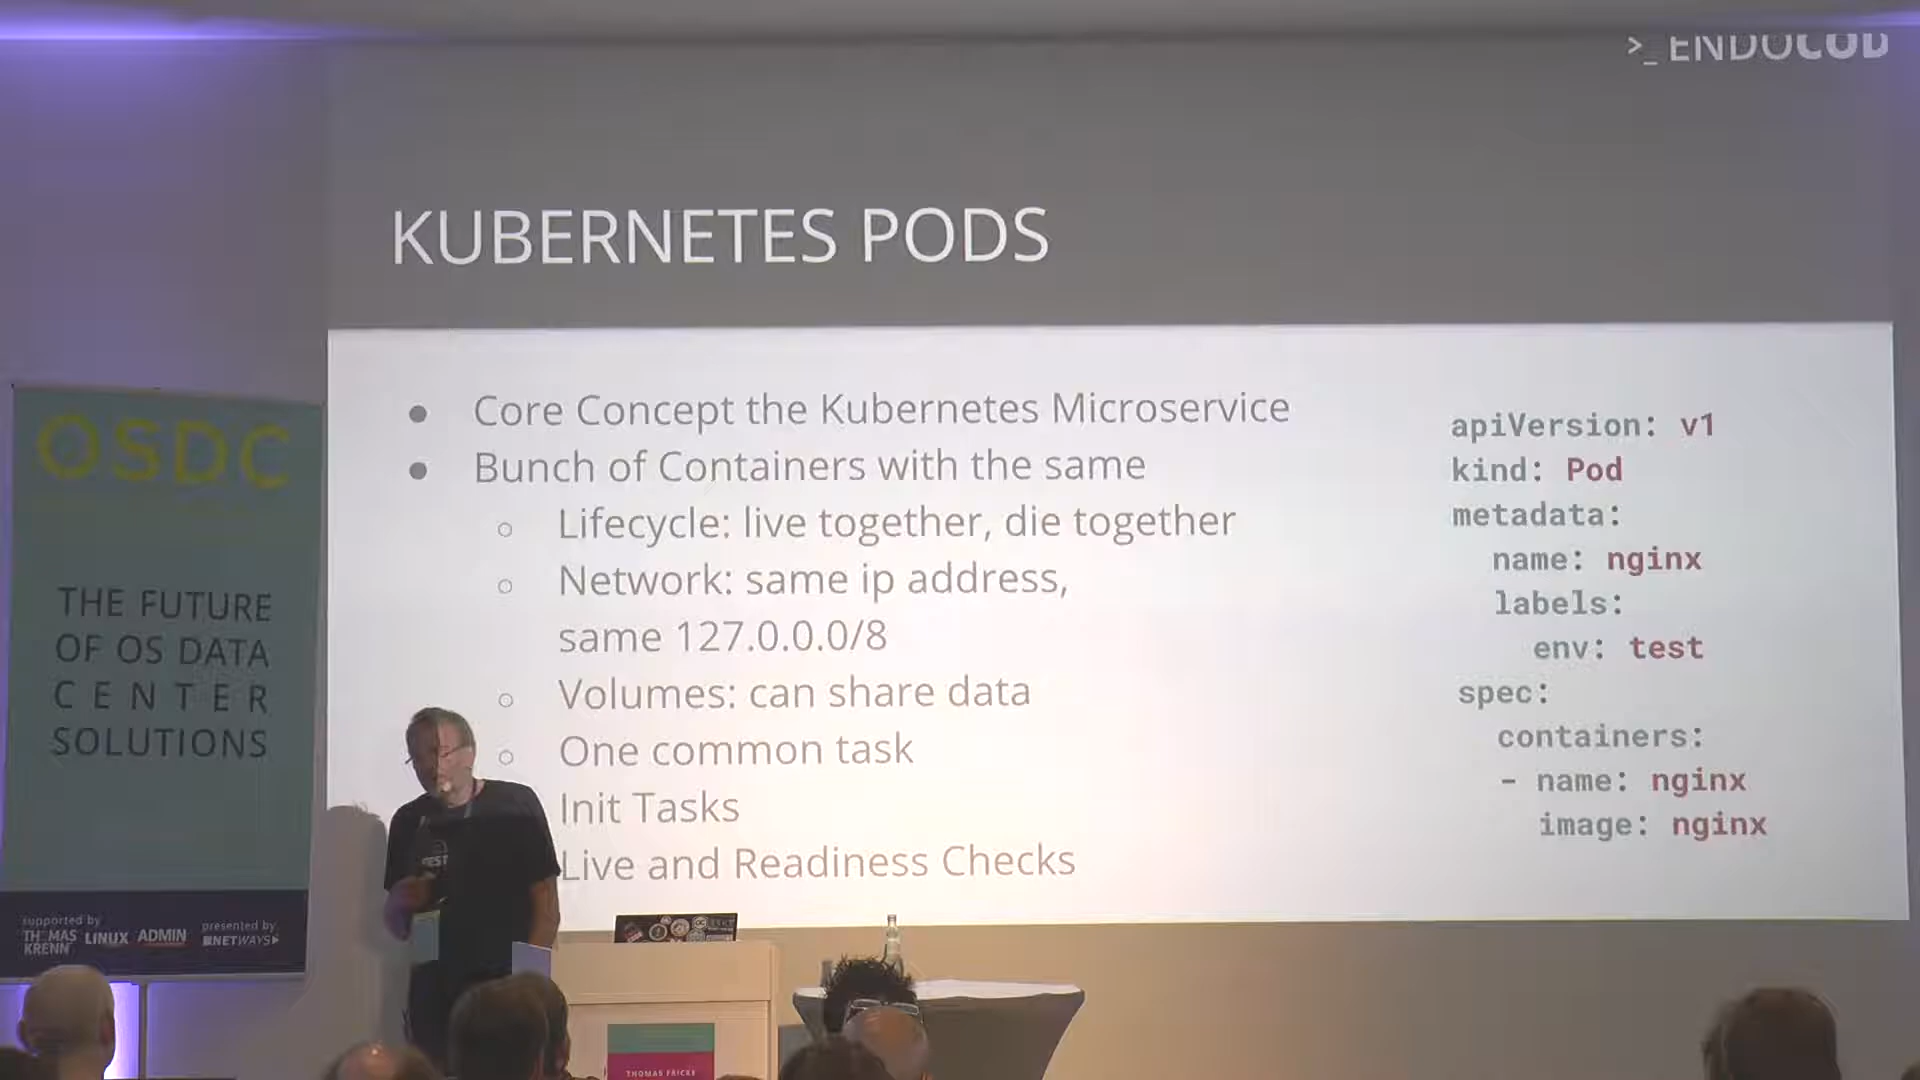 >_ ENDOCOD
KUBERNETES PODS
● Core Concept the Kubernetes Microservice
● Bunch of Containers with the same
○ Lifecycle: live together, die together
○ Network: same ip address,
same 127.0.0.0/8
○ Volumes: can share data
○ One common task
Init Tasks
Live and Readiness Checks
apiVersion: v1
kind: Pod
metadata:
name: nginx
labels:
env: test
spec:
containers:
- name: nginx
image: nginx
OSDC
THE FUTURE
OF OS DATA
CENTER
SOLUTIONS
supported by
THOMAS
KRENN
LINUX
ADMIN
presented by
NETWAYS
THOMAS FRICKE